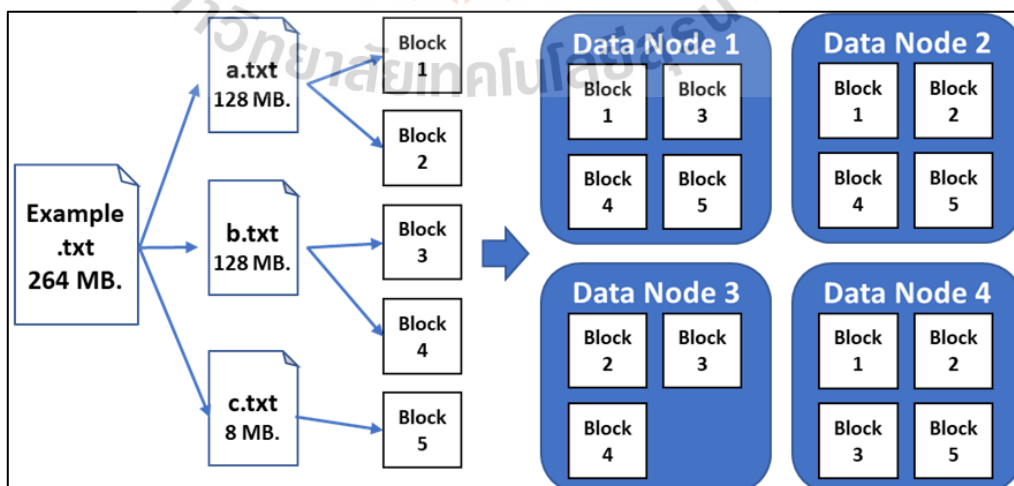 Example
.txt
264 MB.
a.txt
128 MB.
b.txt
128 MB.
c.txt
8 MB.
Block
1
Block
2
Block
3
Block
4
Block
5
Data Node 1
Block
1
Block
3
Block
4
Block
5
Data Node 2
Block
1
Block
2
Block
4
Block
5
Data Node 3
Block
2
Block
3
Block
4
Data Node 4
Block
1
Block
2
Block
3
Block
5